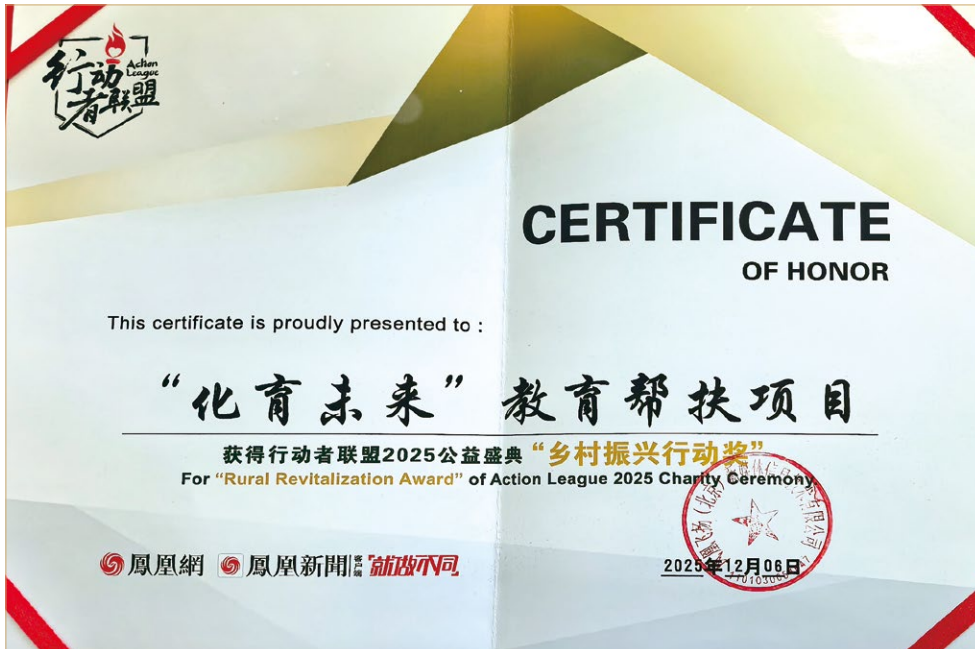 行动者联盟
Action
League
CERTIFICATE
OF HONOR
This certificate is proudly presented to :
“化育未来”教育帮扶项目
获得行动者联盟2025公益盛典“乡村振兴行动奖”
For “Rural Revitalization Award” of Action League 2025 Charity Ceremony
鳳凰網 鳳凰新聞 客户端 就做不同
2025年12月06日